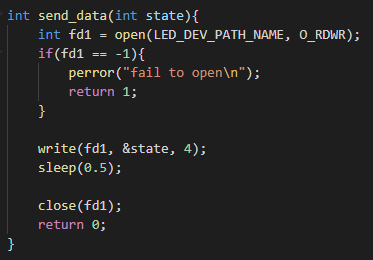 int send_data(int state){
    int fd1 = open(LED_DEV_PATH_NAME, O_RDWR);
    if(fd1 == -1){
        perror("fail to open\n");
        return 1;
    }

    write(fd1, &state, 4);
    sleep(0.5);

    close(fd1);
    return 0;
}